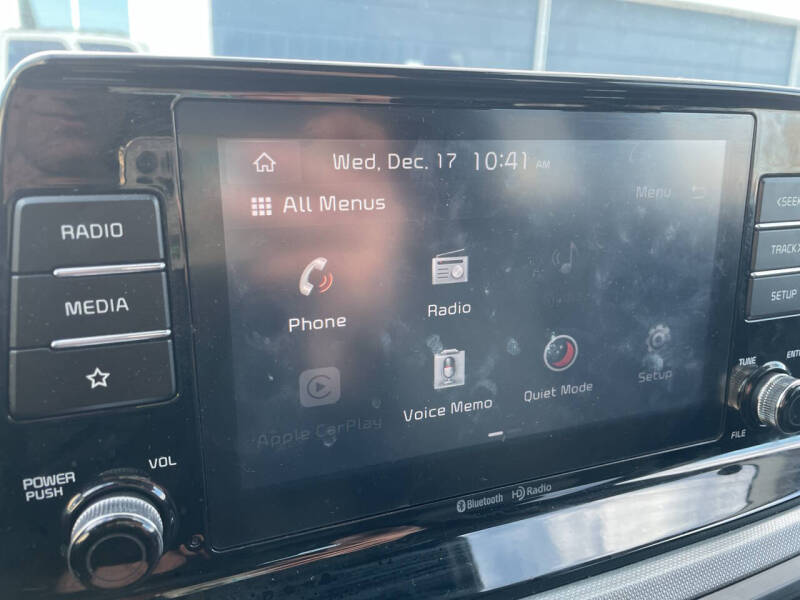 Wed, Dec. 17 10:41 AM
All Menus
Menu
RADIO
MEDIA
Phone
Radio
Apple CarPlay
Voice Memo
Quiet Mode
Setup
<SEEK
TRACK>
SETUP
TUNE
FILE
POWER
PUSH
VOL
Bluetooth HD Radio